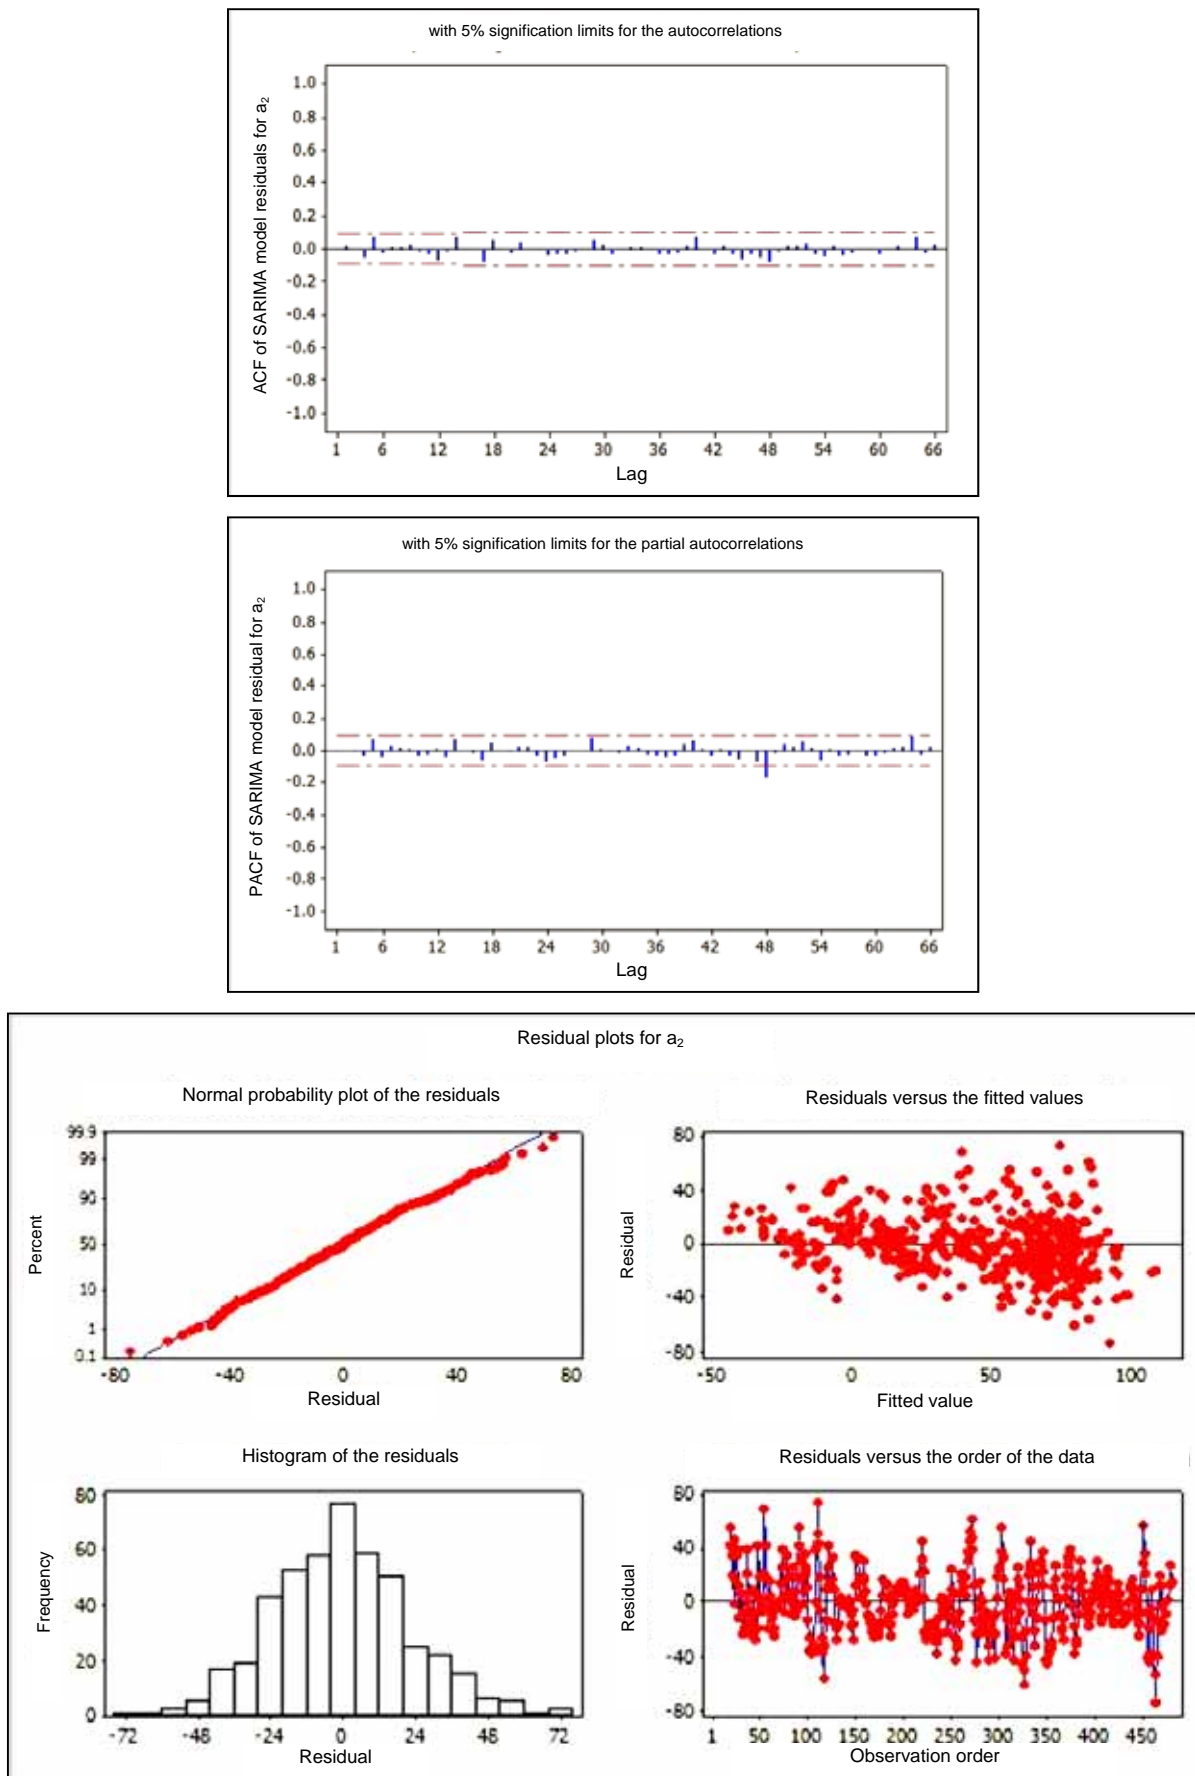 with 5% signification limits for the autocorrelations
ACF of SARIMA model residuals for a₂
1.0
0.8
0.6
0.4
0.2
0.0
-0.2
-0.4
-0.6
-0.8
-1.0
1 6 12 18 24 30 36 42 48 54 60 66
Lag
with 5% signification limits for the partial autocorrelations
PACF of SARIMA model residual for a₂
1.0
0.8
0.6
0.4
0.2
0.0
-0.2
-0.4
-0.6
-0.8
-1.0
1 6 12 18 24 30 36 42 48 54 60 66
Lag
Residual plots for a₂
Normal probability plot of the residuals
Percent
99.9
99
90
50
10
1
0.1
-80 -40 0 40 80
Residual
Residuals versus the fitted values
Residual
80
40
0
-40
-80
-50 0 50 100
Fitted value
Histogram of the residuals
Frequency
80
60
40
20
0
-72 -48 -24 0 24 48 72
Residual
Residuals versus the order of the data
Residual
80
40
0
-40
-80
1 50 100 150 200 250 300 350 400 450
Observation order